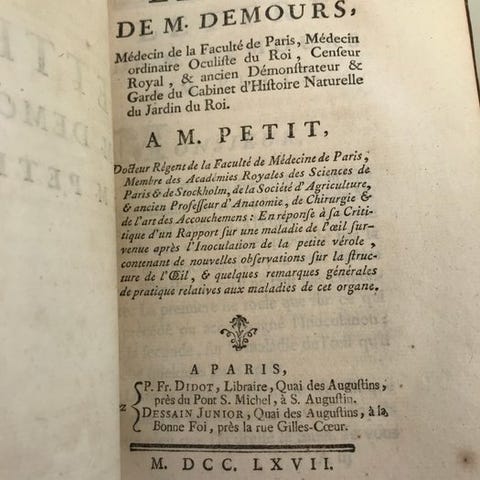 DE M. DEMOURS,
Médecin de la Faculté de Paris, Médecin
ordinaire Oculiste du Roi, Censeur
Royal, & ancien Démonstrateur &
Garde du Cabinet d'Histoire Naturelle
du Jardin du Roi.
A M. PETIT,
Docteur Régent de la Faculté de Médecine de Paris,
Membre des Académies Royales des Sciences de
Paris & de Stockholm, de la Société d'Agriculture,
& ancien Professeur d'Anatomie, de Chirurgie &
de l'art des Accouchemens : En réponse à sa Criti-
tique d'un Rapport sur une maladie de l'œil sur-
venue après l'Inoculation de la petite vérole,
contenant de nouvelles observations sur la struc-
ture de l'Œil, & quelques remarques générales
de pratique relatives aux maladies de cet organe.
A PARIS,
P. Fr. DIDOT, Libraire, Quai des Augustins,
près du Pont S. Michel, à S. Augustin.
DESSAIN JUNIOR, Quai des Augustins, à la
Bonne Foi, près la rue Gilles-Cœur.
M. DCC. LXVII.